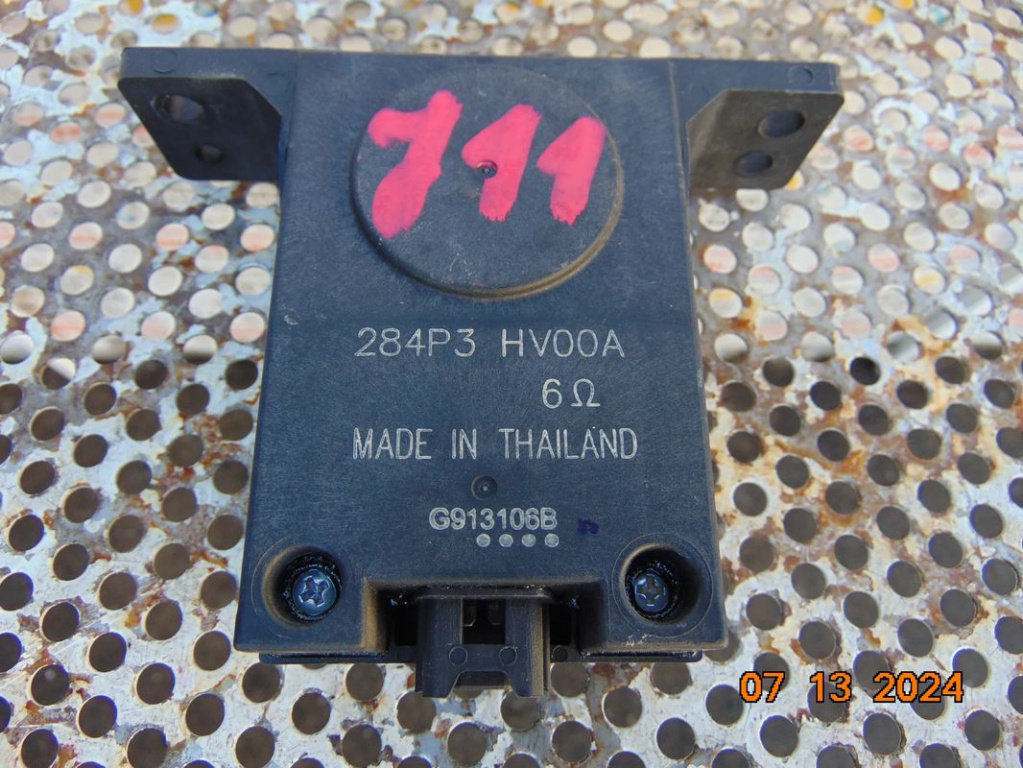 711
284P3 HV00A
6Ω
MADE IN THAILAND
G913106B
07 13 2024